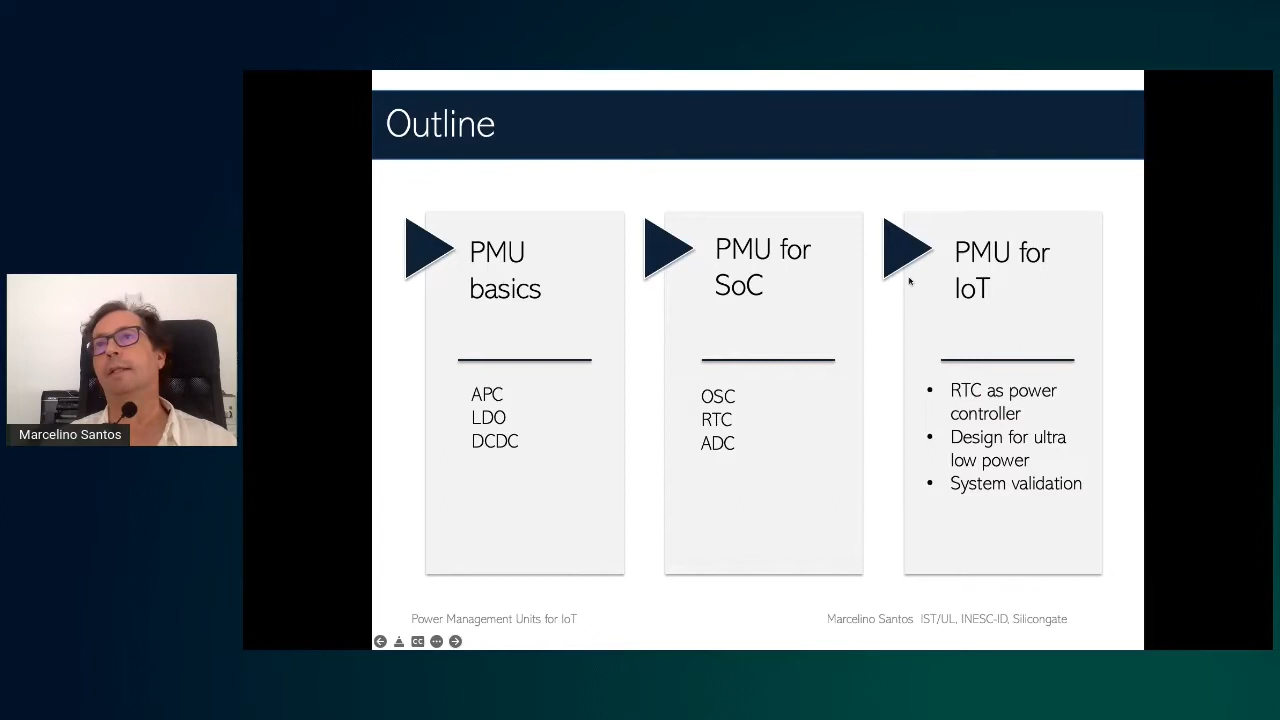 Outline
PMU
basics
APC
LDO
DCDC
PMU for
SoC
OSC
RTC
ADC
PMU for
IoT
• RTC as power
controller
• Design for ultra
low power
• System validation
Power Management Units for IoT
Marcelino Santos IST/UL, INESC-ID, Silicongate
CC
Marcelino Santos